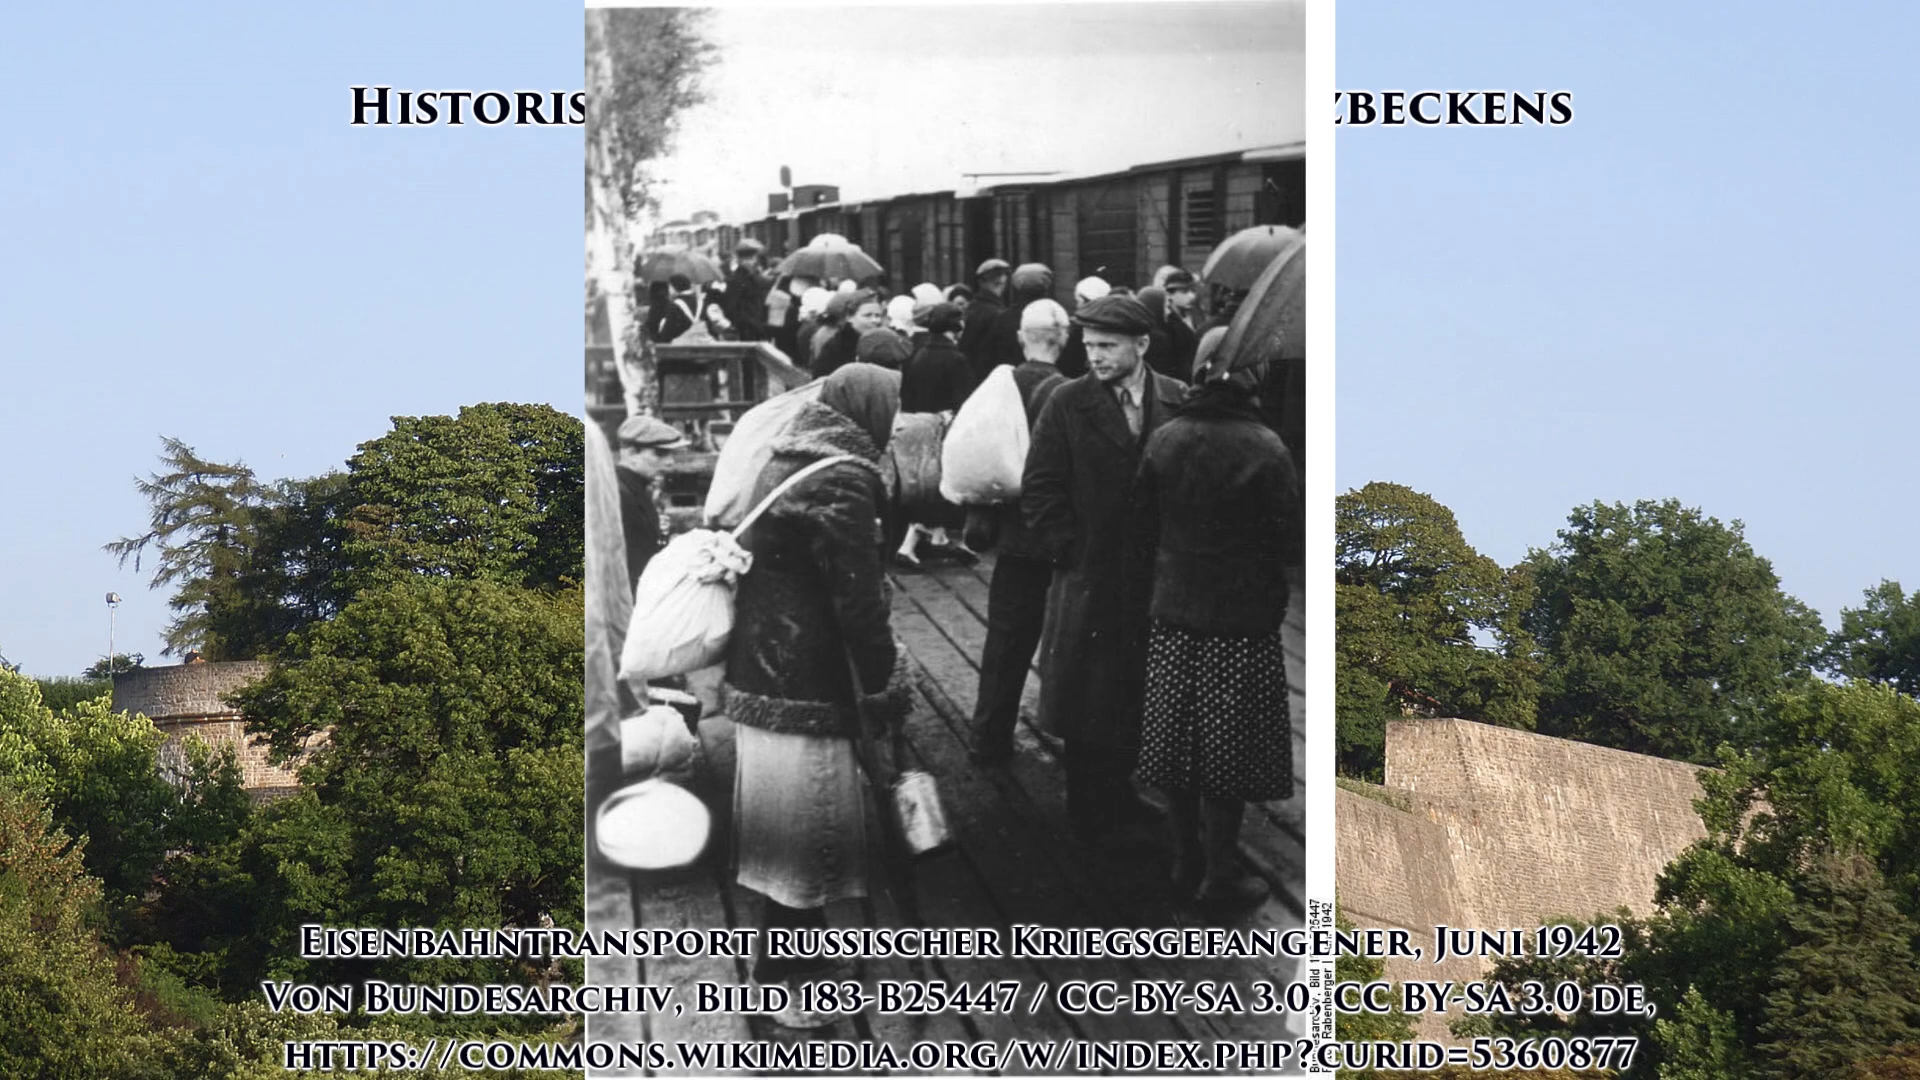 Historis zbeckens
Eisenbahntransport russischer Kriegsgefangener, Juni 1942
Von Bundesarchiv, Bild 183-B25447 / CC-BY-SA 3.0, CC BY-SA 3.0 de,
https://commons.wikimedia.org/w/index.php?curid=5360877